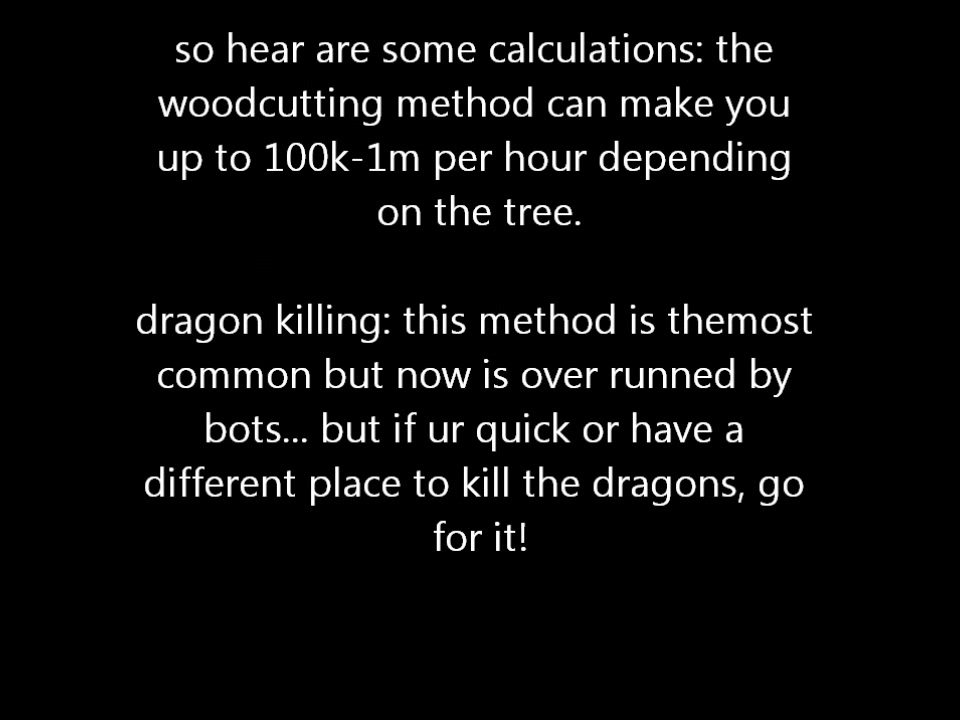 so hear are some calculations: the
woodcutting method can make you
up to 100k-1m per hour depending
on the tree.
dragon killing: this method is themost
common but now is over runned by
bots... but if ur quick or have a
different place to kill the dragons, go
for it!